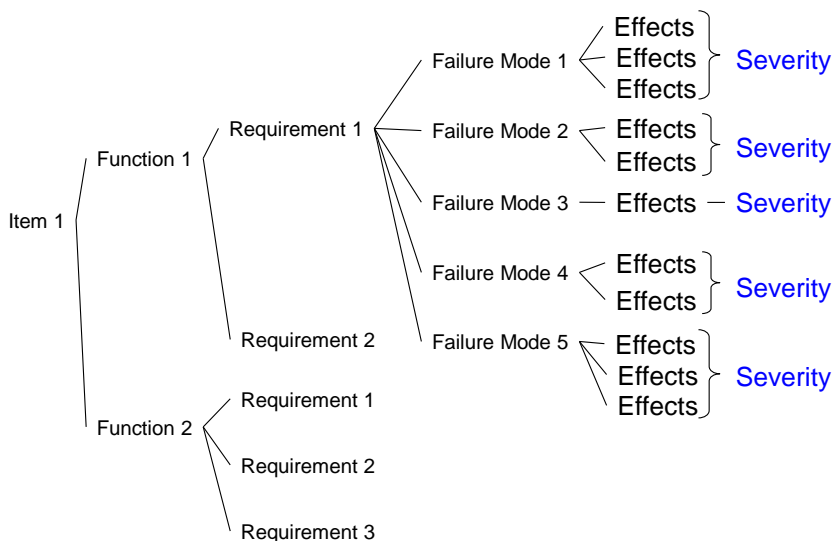 Item 1
Function 1
Requirement 1
Failure Mode 1
Effects
Effects
Effects
Severity
Failure Mode 2
Effects
Effects
Severity
Failure Mode 3
Effects
Severity
Failure Mode 4
Effects
Effects
Severity
Failure Mode 5
Effects
Effects
Effects
Severity
Requirement 2
Function 2
Requirement 1
Requirement 2
Requirement 3